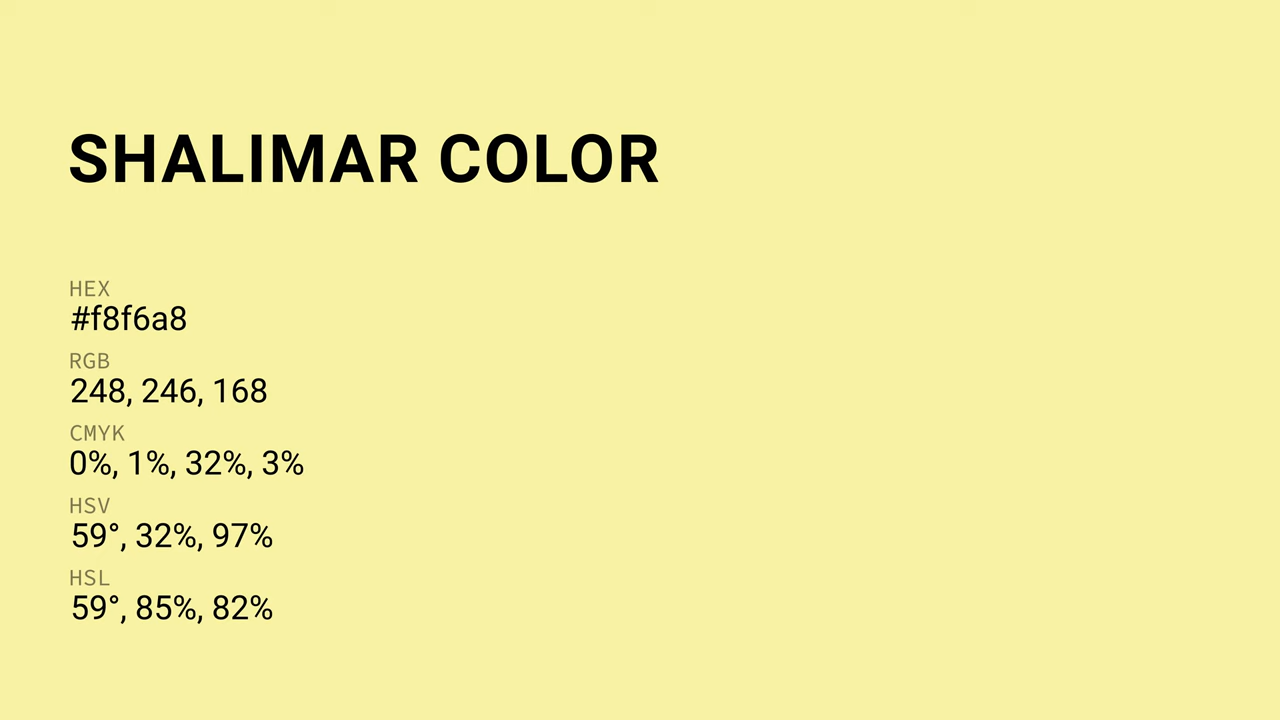 SHALIMAR COLOR
HEX
#f8f6a8
RGB
248, 246, 168
CMYK
0%, 1%, 32%, 3%
HSV
59°, 32%, 97%
HSL
59°, 85%, 82%